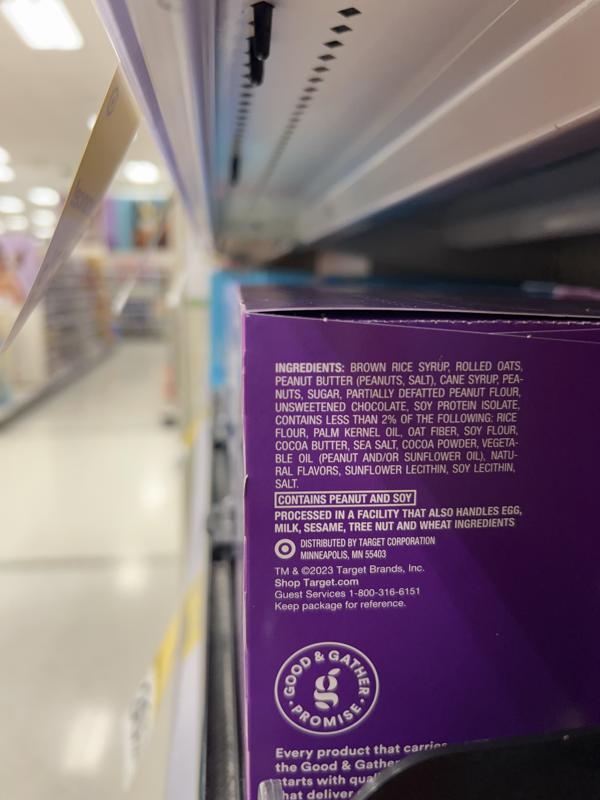 INGREDIENTS: BROWN RICE SYRUP, ROLLED OATS,
PEANUT BUTTER (PEANUTS, SALT), CANE SYRUP, PEA-
NUTS, SUGAR, PARTIALLY DEFATTED PEANUT FLOUR,
UNSWEETENED CHOCOLATE, SOY PROTEIN ISOLATE,
CONTAINS LESS THAN 2% OF THE FOLLOWING: RICE
FLOUR, PALM KERNEL OIL, OAT FIBER, SOY FLOUR,
COCOA BUTTER, SEA SALT, COCOA POWDER, VEGETA-
BLE OIL (PEANUT AND/OR SUNFLOWER OIL), NATU-
RAL FLAVORS, SUNFLOWER LECITHIN, SOY LECITHIN,
SALT.
CONTAINS PEANUT AND SOY
PROCESSED IN A FACILITY THAT ALSO HANDLES EGG,
MILK, SESAME, TREE NUT AND WHEAT INGREDIENTS
DISTRIBUTED BY TARGET CORPORATION
MINNEAPOLIS, MN 55403
TM & ©2023 Target Brands, Inc.
Shop Target.com
Guest Services 1-800-316-6151
Keep package for reference.
GOOD & GATHER
g
• PROMISE •
Every product that carries
the Good & Gather
starts with qual
that deliver